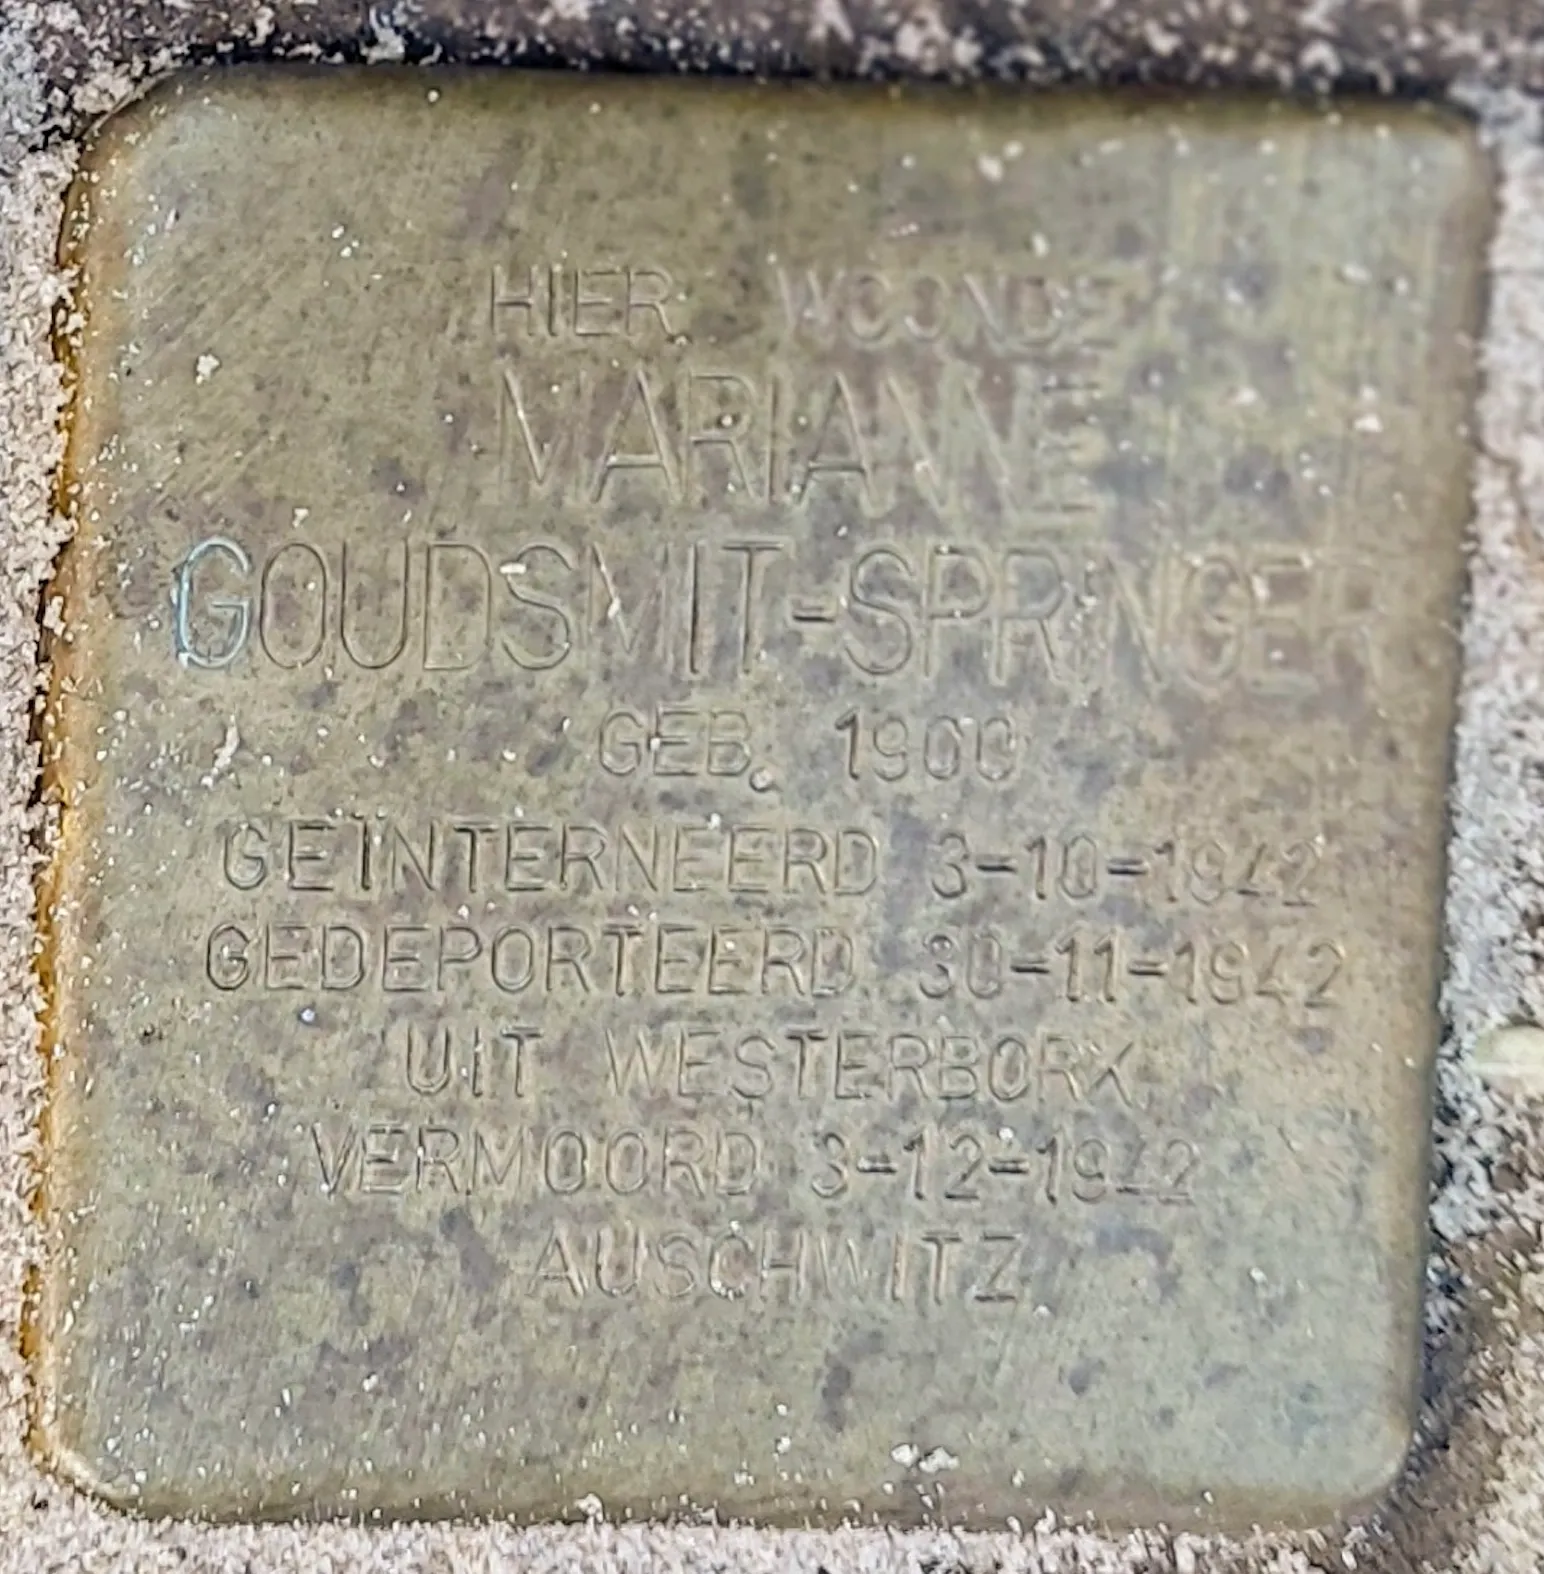 HIER WOONDE
MARIANNE
GOUDSMIT-SPRINGER
GEB. 1900
GEÏNTERNEERD 3-10-1942
GEDEPORTEERD 30-11-1942
UIT WESTERBORK
VERMOORD 3-12-1942
AUSCHWITZ